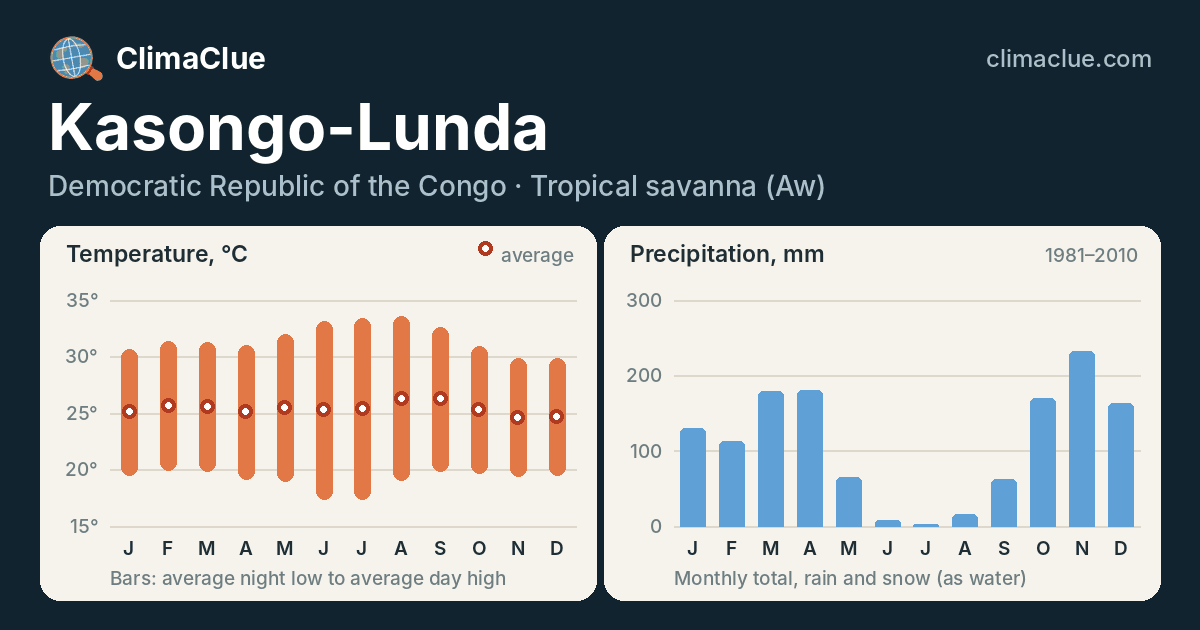 ClimaClue
climaclue.com
Kasongo-Lunda
Democratic Republic of the Congo · Tropical savanna (Aw)
Temperature, °C
average
35°
30°
25°
20°
15°
J F M A M J J A S O N D
Bars: average night low to average day high
Precipitation, mm
1981–2010
300
200
100
0
J F M A M J J A S O N D
Monthly total, rain and snow (as water)